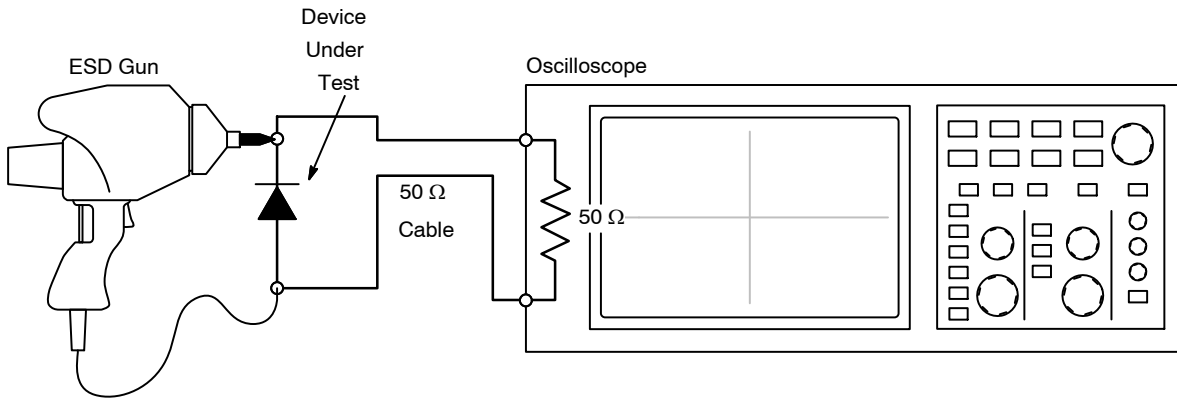 Device
Under
Test
ESD Gun
Oscilloscope
50 Ω
Cable
50 Ω